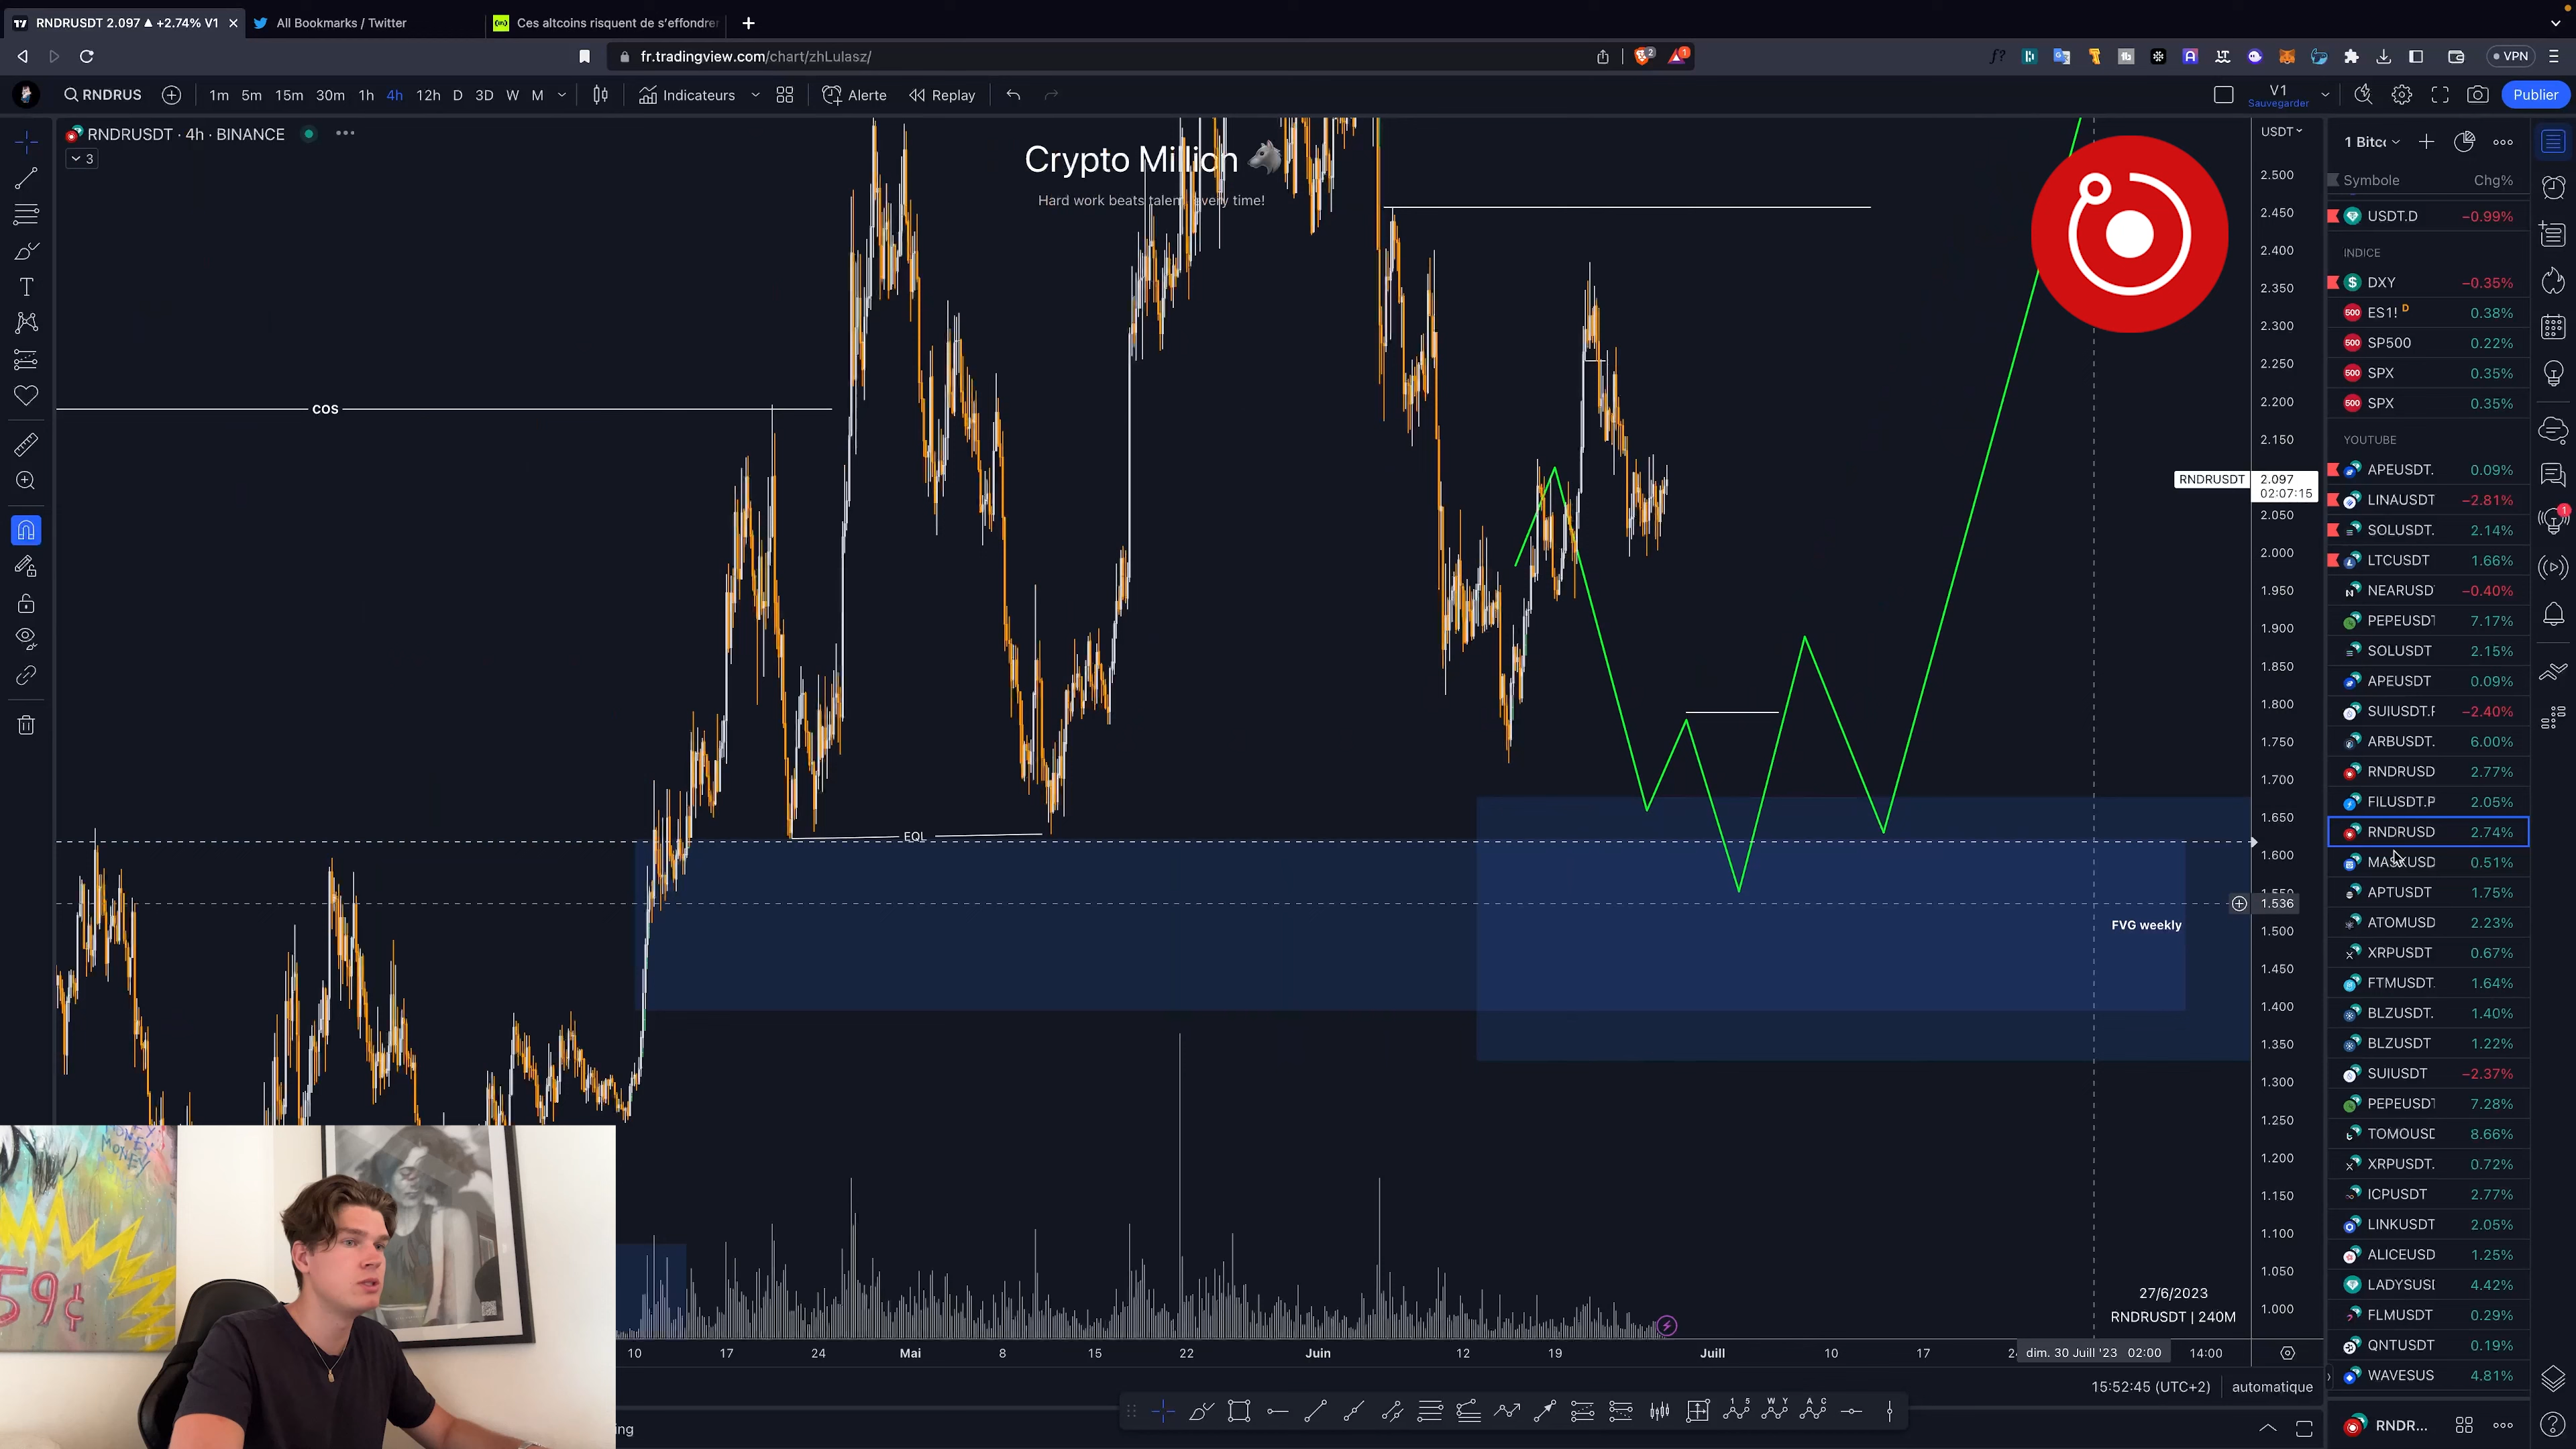 RNDRUSDT 2.097 ▲ +2.74% V1
All Bookmarks / Twitter
Ces altcoins risquent de s'effondrer
fr.tradingview.com/chart/zhLulasz/
2
1
VPN
RNDRUS
1m 5m 15m 30m 1h 4h 12h D 3D W M
Indicateurs
Alerte
Replay
V1
Sauvegarder
Publier
RNDRUSDT · 4h · BINANCE
3
Crypto Million
Hard work beats talent every time!
COS
EQL
FVG weekly
27/6/2023
RNDRUSDT | 240M
USDT
2.500
2.450
2.400
2.350
2.300
2.250
2.200
2.150
RNDRUSDT 2.097
02:07:15
2.050
2.000
1.950
1.900
1.850
1.800
1.750
1.700
1.650
1.600
1.550
1.536
1.500
1.450
1.400
1.350
1.300
1.250
1.200
1.150
1.100
1.050
1.000
10 17 24 Mai 8 15 22 Juin 12 19 Juill 10 17 dim. 30 Juill '23 02:00 14:00
15:52:45 (UTC+2)
automatique
1 Bitc
Symbole Chg%
USDT.D −0.99%
INDICE
DXY −0.35%
ES1! D 0.38%
SP500 0.22%
SPX 0.35%
SPX 0.35%
YOUTUBE
APEUSDT. 0.09%
LINAUSDT −2.81%
SOLUSDT. 2.14%
LTCUSDT 1.66%
NEARUSD −0.40%
PEPEUSDT 7.17%
SOLUSDT 2.15%
APEUSDT 0.09%
SUIUSDT.F −2.40%
ARBUSDT. 6.00%
RNDRUSD 2.77%
FILUSDT.P 2.05%
RNDRUSD 2.74%
MASKUSD 0.51%
APTUSDT 1.75%
ATOMUSD 2.23%
XRPUSDT 0.67%
FTMUSDT. 1.64%
BLZUSDT. 1.40%
BLZUSDT 1.22%
SUIUSDT −2.37%
PEPEUSDT 7.28%
TOMOUSD 8.66%
XRPUSDT. 0.72%
ICPUSDT 2.77%
LINKUSDT 2.05%
ALICEUSD 1.25%
LADYSUSI 4.42%
FLMUSDT 0.29%
QNTUSDT 0.19%
WAVESUS 4.81%
RNDR...
MONEY
59¢
ing